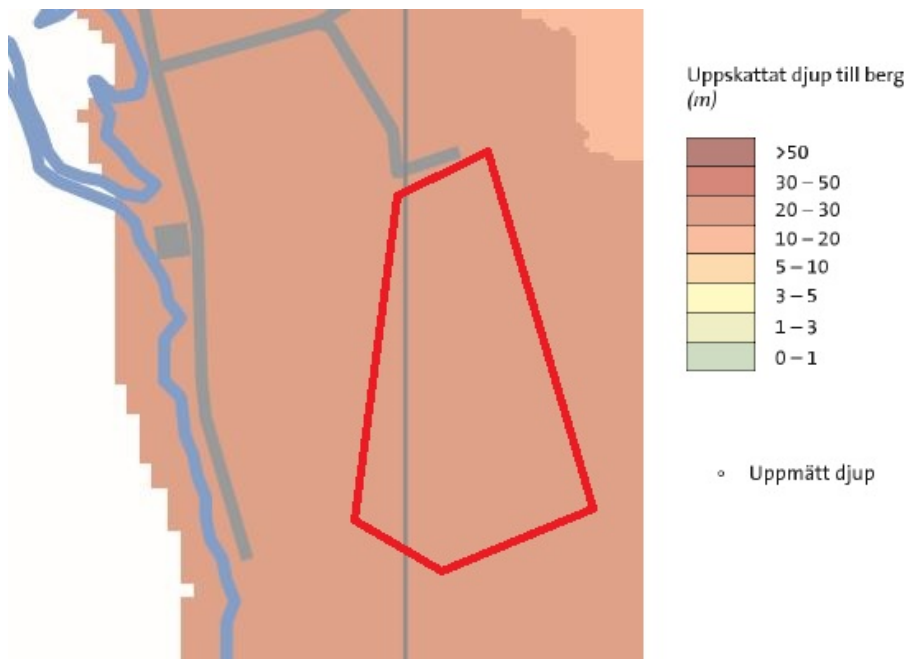 Uppskattat djup till berg
(m)
>50
30 – 50
20 – 30
10 – 20
5 – 10
3 – 5
1 – 3
0 – 1
Uppmätt djup